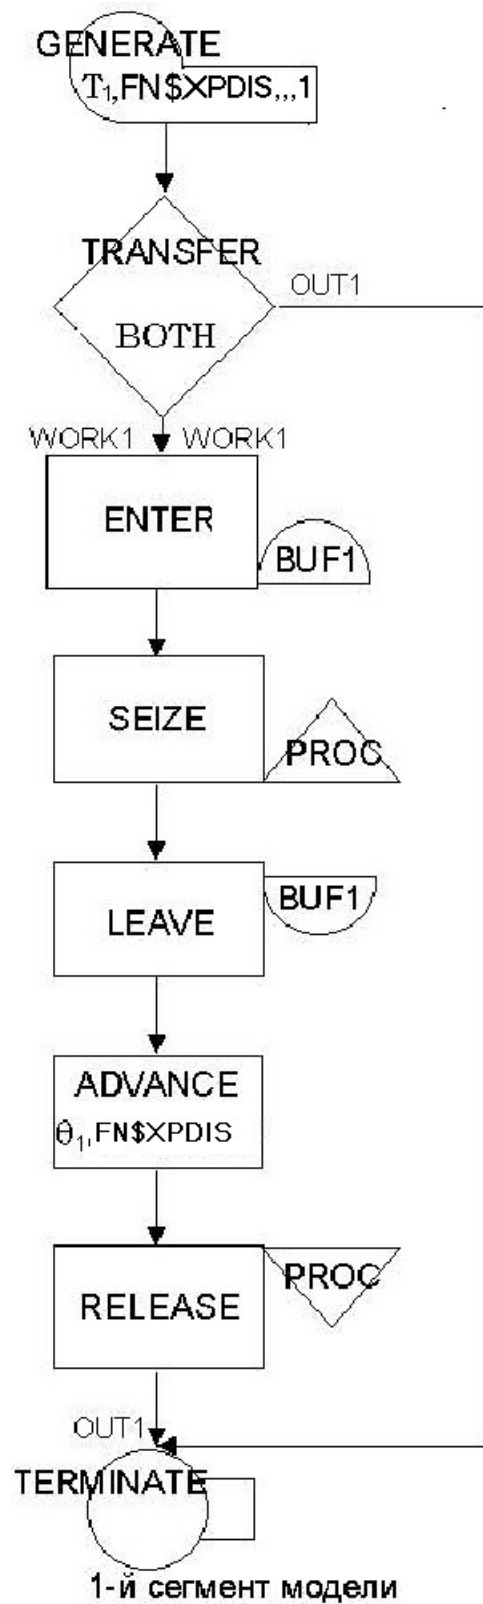 GENERATE
T₁,FN$XPDIS,,,1
TRANSFER
OUT1
BOTH
WORK1 WORK1
ENTER
BUF1
SEIZE
PROC
BUF1
LEAVE
ADVANCE
θ₁,FN$XPDIS
PROC
RELEASE
OUT1
TERMINATE
1-й сегмент модели